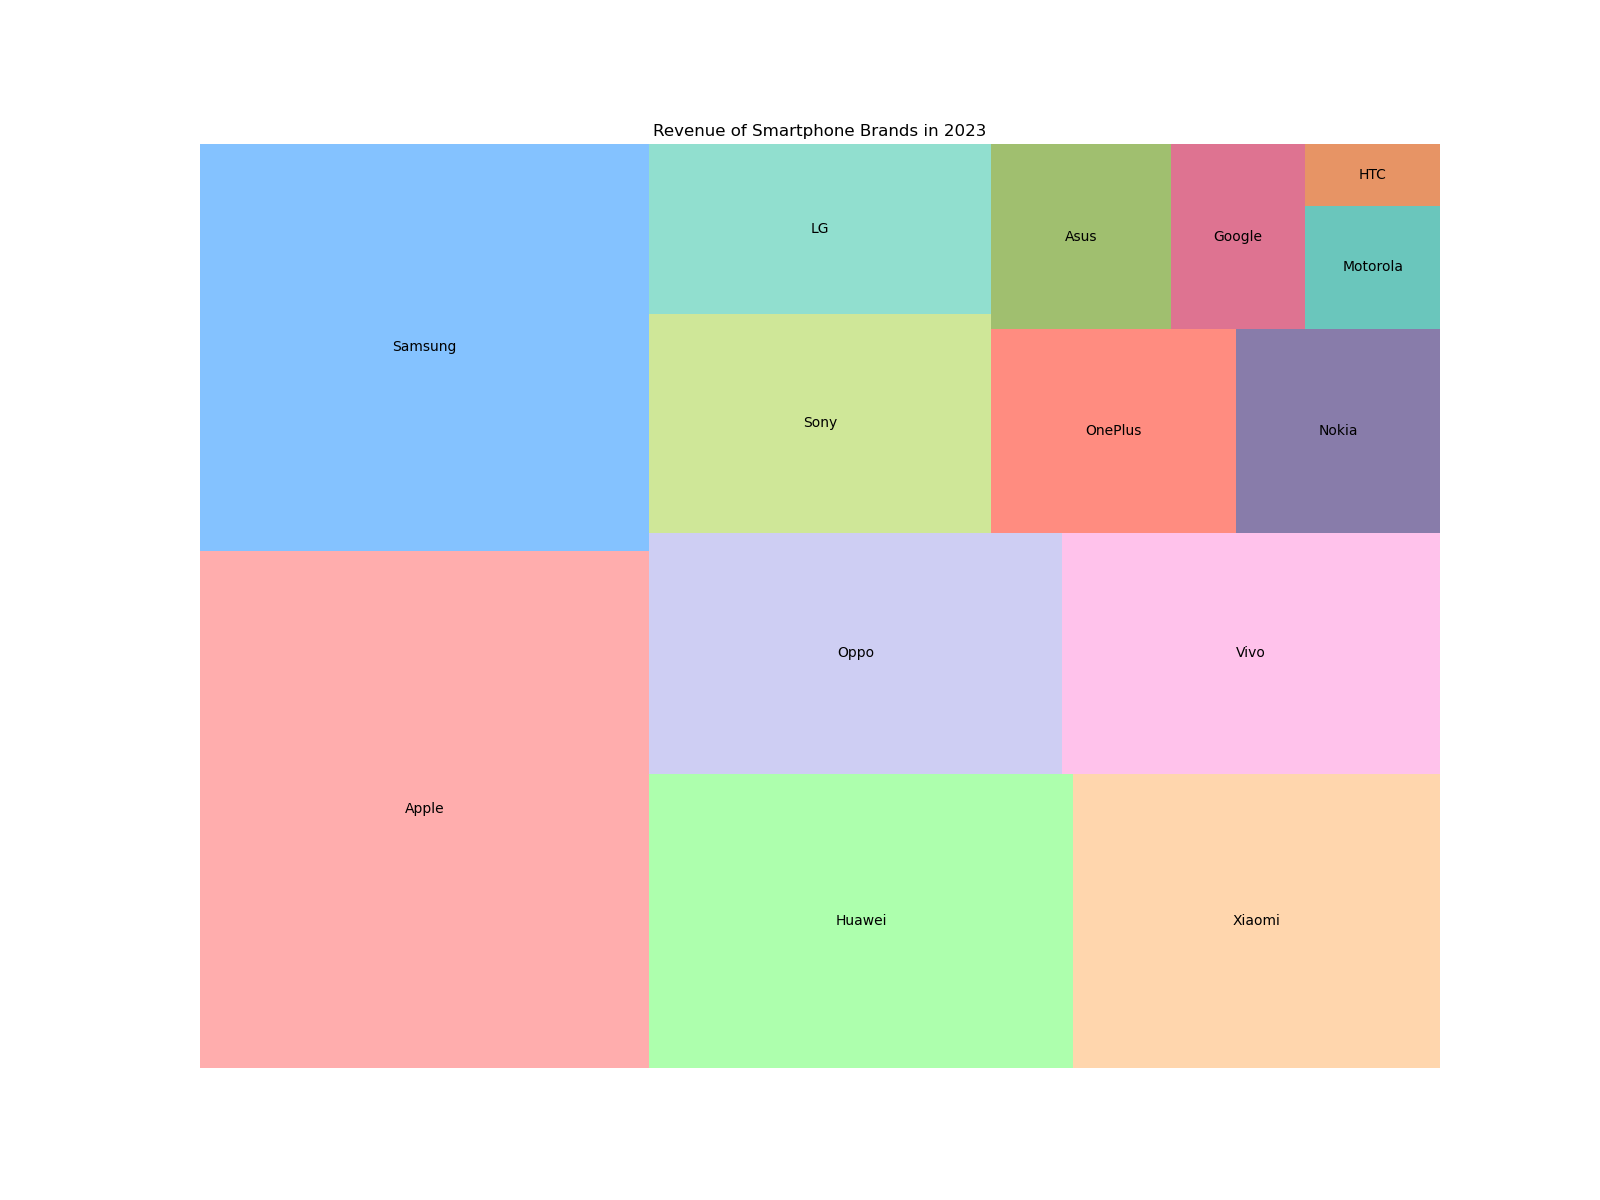 Revenue of Smartphone Brands in 2023
HTC
LG
Asus
Google
Motorola
Samsung
Sony
OnePlus
Nokia
Oppo
Vivo
Apple
Huawei
Xiaomi